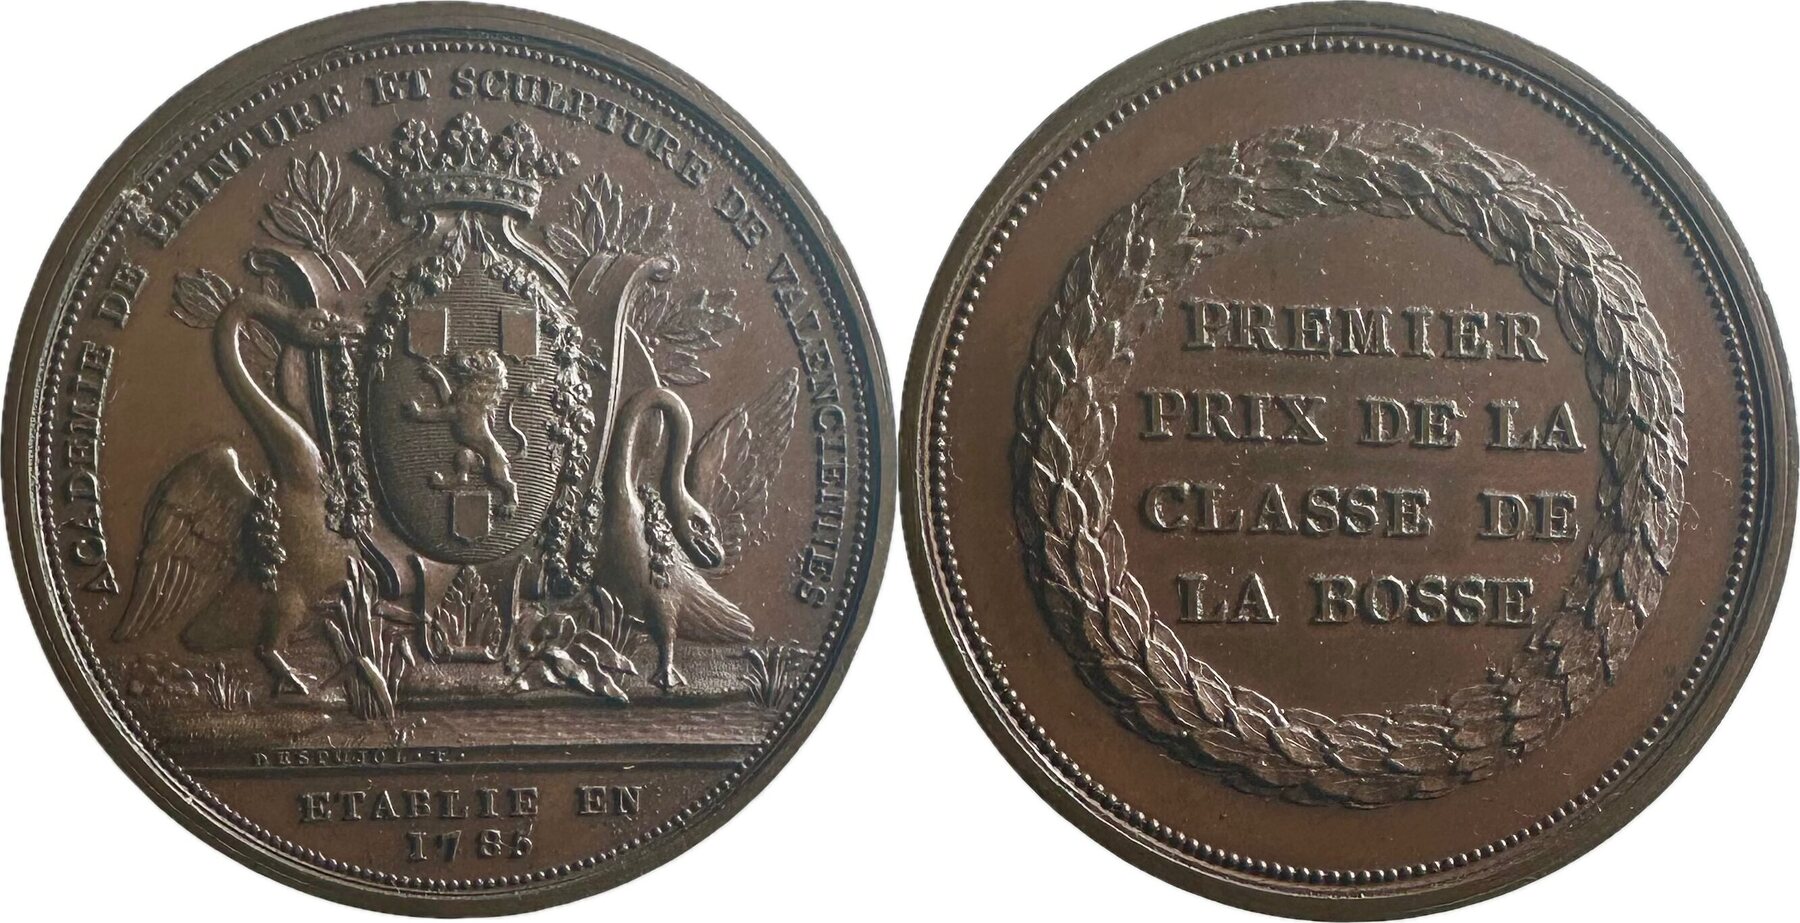 ACADEMIE DE PEINTURE ET SCULPTURE DE VALENCIENNES
DESPUJOL · F ·
ETABLIE EN
1785
PREMIER
PRIX DE LA
CLASSE DE
LA BOSSE